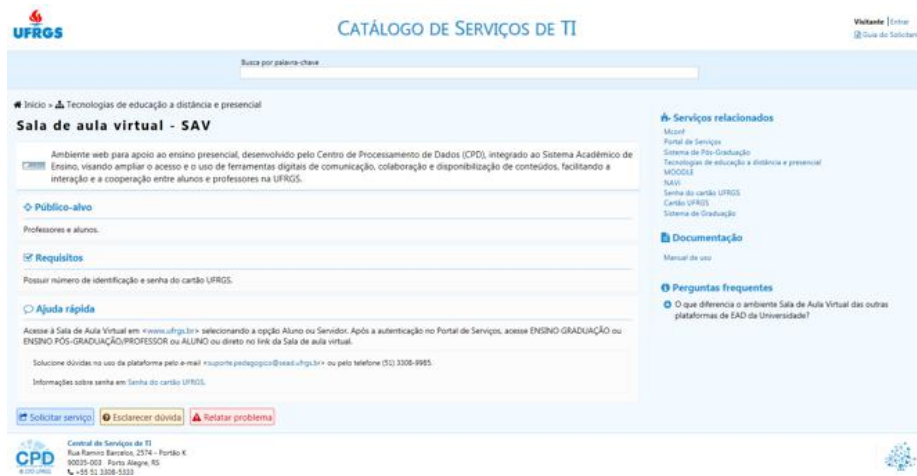 UFRGS
CATÁLOGO DE SERVIÇOS DE TI
Visitante | Entrar
Guia do Solicitan
Busca por palavra-chave
Início » Tecnologias de educação a distância e presencial
Sala de aula virtual - SAV
Ambiente web para apoio ao ensino presencial, desenvolvido pelo Centro de Processamento de Dados (CPD), integrado ao Sistema Acadêmico de
Ensino, visando ampliar o acesso e o uso de ferramentas digitais de comunicação, colaboração e disponibilização de conteúdos, facilitando a
interação e a cooperação entre alunos e professores na UFRGS.
Público-alvo
Professores e alunos.
Requisitos
Possuir número de identificação e senha do cartão UFRGS.
Ajuda rápida
Acesse à Sala de Aula Virtual em <www.ufrgs.br> selecionando a opção Aluno ou Servidor. Após a autenticação no Portal de Serviços, acesse ENSINO GRADUAÇÃO ou
ENSINO PÓS-GRADUAÇÃO/PROFESSOR ou ALUNO ou direto no link da Sala de aula virtual.
Solucione dúvidas no uso da plataforma pelo e-mail <suporte.pedagogico@sead.ufrgs.br> ou pelo telefone (51) 3308-9985.
Informações sobre senha em Senha do cartão UFRGS.
Solicitar serviço
Esclarecer dúvida
Relatar problema
Serviços relacionados
Mconf
Portal de Serviços
Sistema de Pós-Graduação
Tecnologias de educação a distância e presencial
MOODLE
NAVi
Senha do cartão UFRGS
Cartão UFRGS
Sistema de Graduação
Documentação
Manual de uso
Perguntas frequentes
O que diferencia o ambiente Sala de Aula Virtual das outras
plataformas de EAD da Universidade?
CPD
Central de Serviços de TI
Rua Ramiro Barcelos, 2574 - Portão K
90035-003 Porto Alegre, RS
+55 51 3308-5333